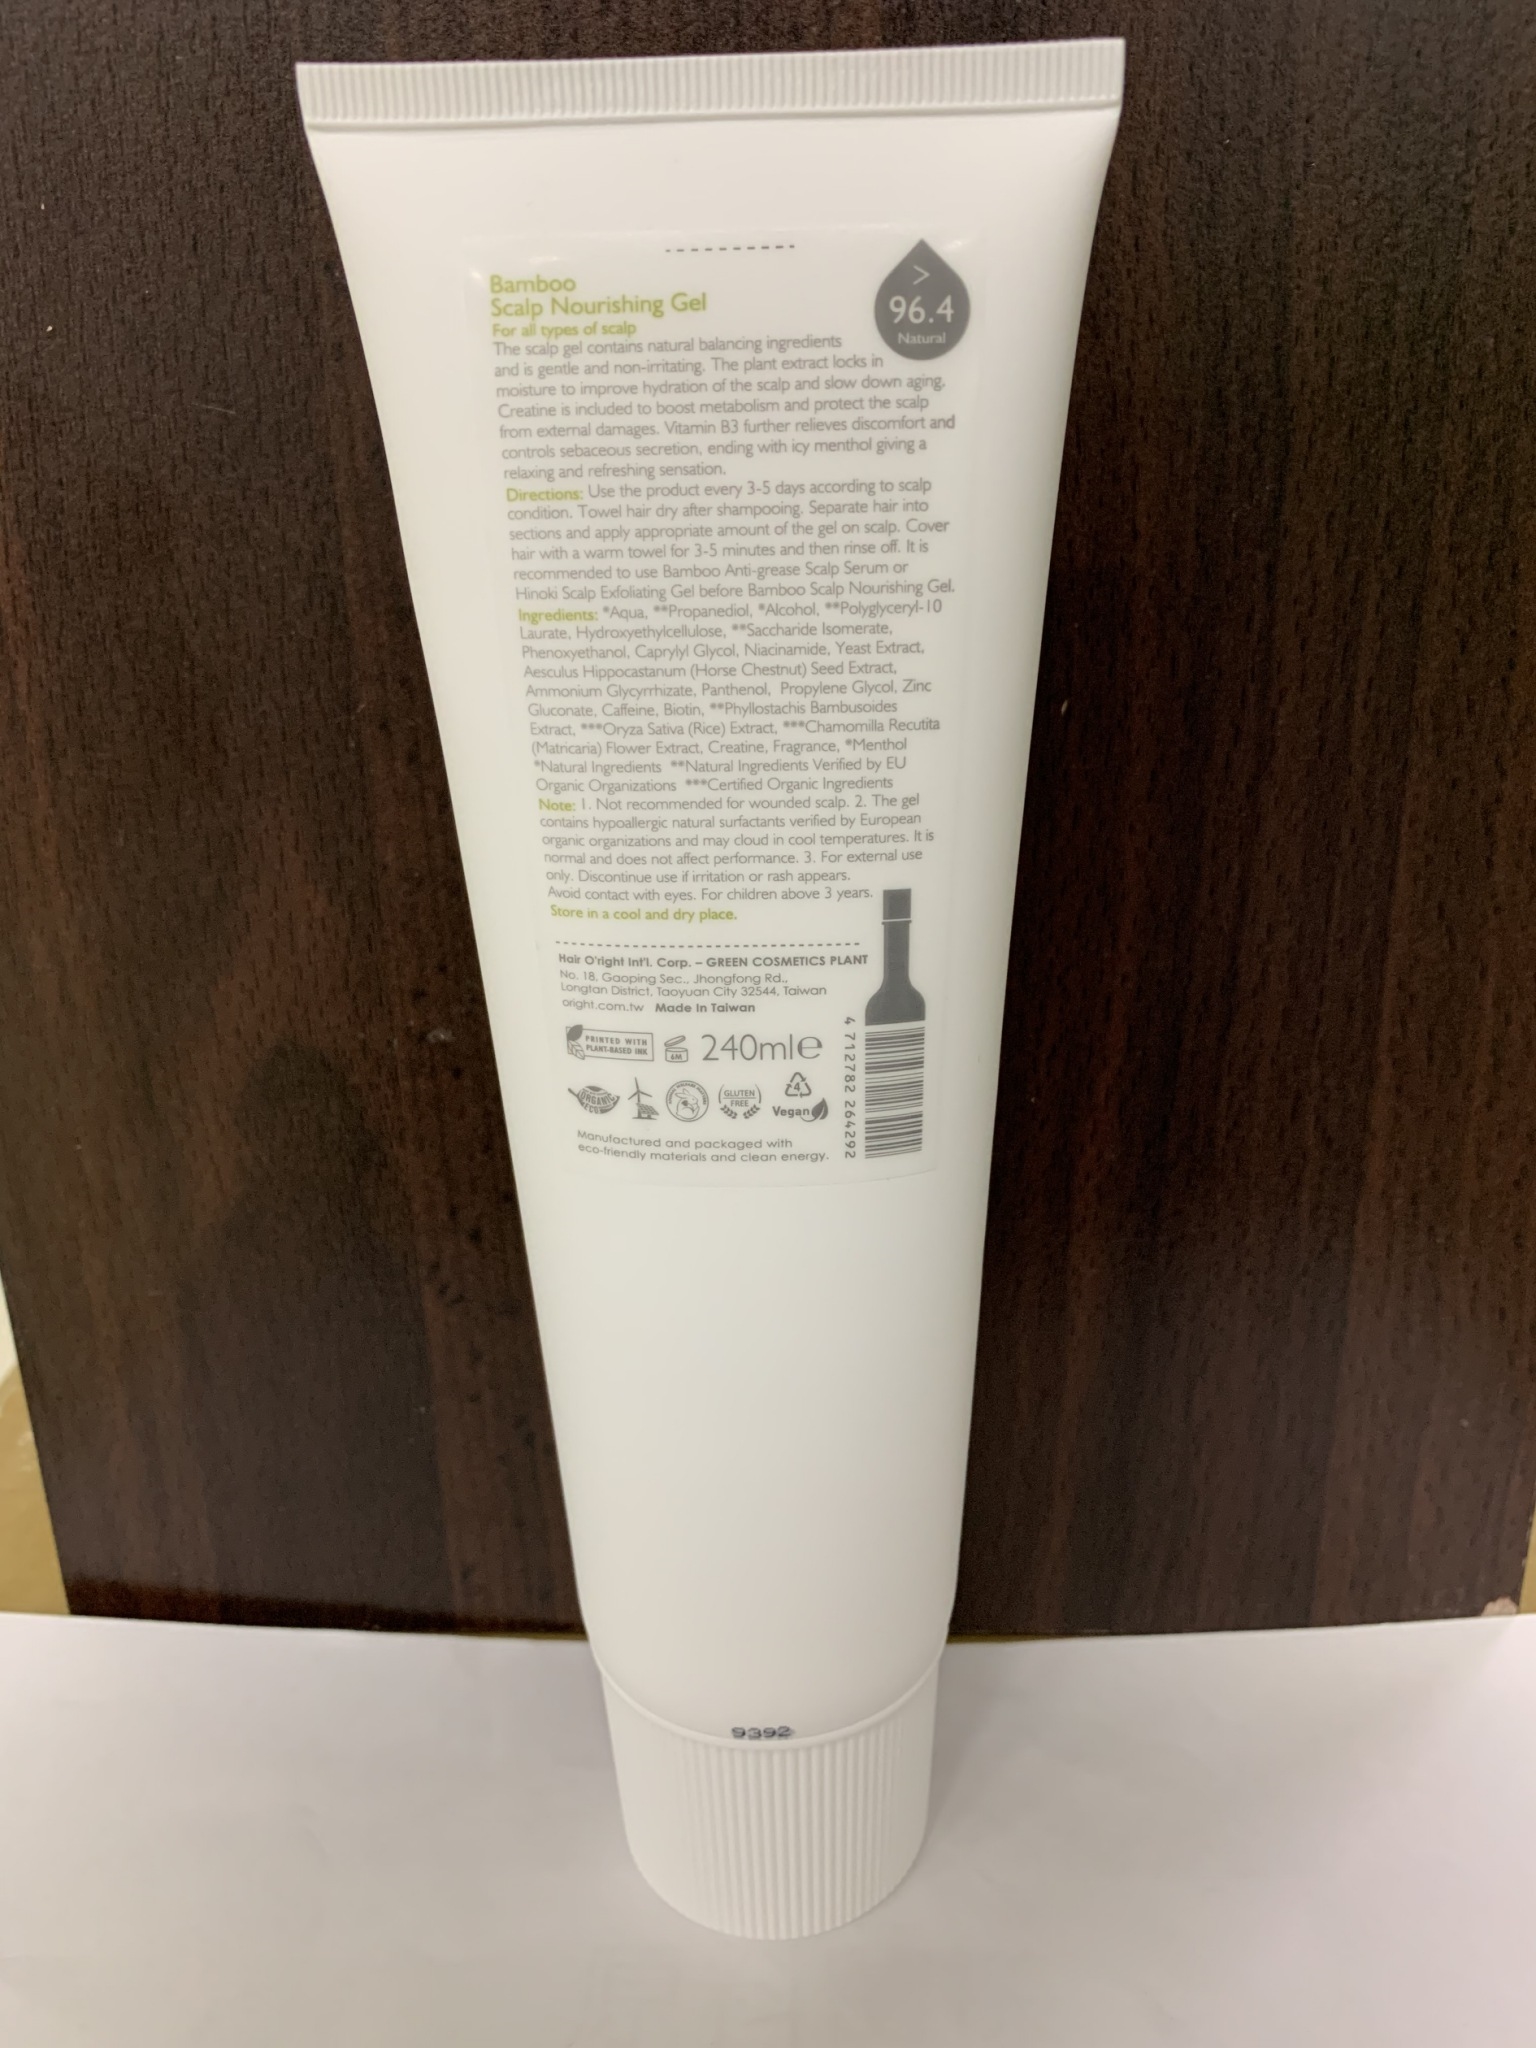 Bamboo
Scalp Nourishing Gel
For all types of scalp
> 96.4
Natural
The scalp gel contains natural balancing ingredients
and is gentle and non-irritating. The plant extract locks in
moisture to improve hydration of the scalp and slow down aging.
Creatine is included to boost metabolism and protect the scalp
from external damages. Vitamin B3 further relieves discomfort and
controls sebaceous secretion, ending with icy menthol giving a
relaxing and refreshing sensation.
Directions: Use the product every 3-5 days according to scalp
condition. Towel hair dry after shampooing. Separate hair into
sections and apply appropriate amount of the gel on scalp. Cover
hair with a warm towel for 3-5 minutes and then rinse off. It is
recommended to use Bamboo Anti-grease Scalp Serum or
Hinoki Scalp Exfoliating Gel before Bamboo Scalp Nourishing Gel.
Ingredients: *Aqua, **Propanediol, *Alcohol, **Polyglyceryl-10
Laurate, Hydroxyethylcellulose, **Saccharide Isomerate,
Phenoxyethanol, Caprylyl Glycol, Niacinamide, Yeast Extract,
Aesculus Hippocastanum (Horse Chestnut) Seed Extract,
Ammonium Glycyrrhizate, Panthenol, Propylene Glycol, Zinc
Gluconate, Caffeine, Biotin, **Phyllostachis Bambusoides
Extract, ***Oryza Sativa (Rice) Extract, ***Chamomilla Recutita
(Matricaria) Flower Extract, Creatine, Fragrance, *Menthol
*Natural Ingredients **Natural Ingredients Verified by EU
Organic Organizations ***Certified Organic Ingredients
Note: 1. Not recommended for wounded scalp. 2. The gel
contains hypoallergic natural surfactants verified by European
organic organizations and may cloud in cool temperatures. It is
normal and does not affect performance. 3. For external use
only. Discontinue use if irritation or rash appears.
Avoid contact with eyes. For children above 3 years.
Store in a cool and dry place.
Hair O'right Int'l. Corp. – GREEN COSMETICS PLANT
No. 18, Gaoping Sec., Jhongfong Rd.,
Longtan District, Taoyuan City 32544, Taiwan
oright.com.tw Made In Taiwan
PRINTED WITH
PLANT-BASED INK
6M
240ml e
ORGANIC
ECO
GLUTEN
FREE
4
Vegan
Manufactured and packaged with
eco-friendly materials and clean energy.
4 712782 264292
9392